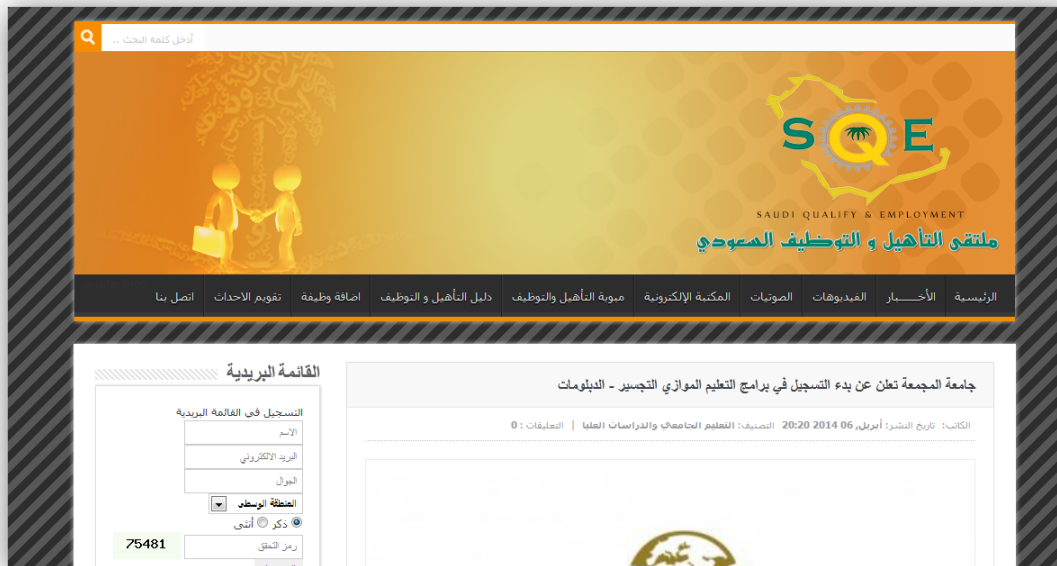 أدخل كلمة البحث ..
SQE
SAUDI QUALIFY & EMPLOYMENT
ملتقى التأهيل و التوظيف السعودي
الرئيسية الأخـــبار الفيديوهات الصوتيات المكتبة الإلكترونية مبوبة التأهيل والتوظيف دليل التأهيل و التوظيف اضافة وظيفة تقويم الاحداث اتصل بنا
جامعة المجمعة تعلن عن بدء التسجيل في برامج التعليم الموازي التجسير - الدبلومات
الكاتب: تاريخ النشر: أبريل, 06 2014 20:20 التصنيف: التعليم الجامعي والدراسات العليا | التعليقات : 0
القائمة البريدية
التسجيل في القائمة البريدية
الاسم
البريد الالكتروني
الجوال
المنطقة الوسطى
ذكر أنثى
رمز التحقق 75481